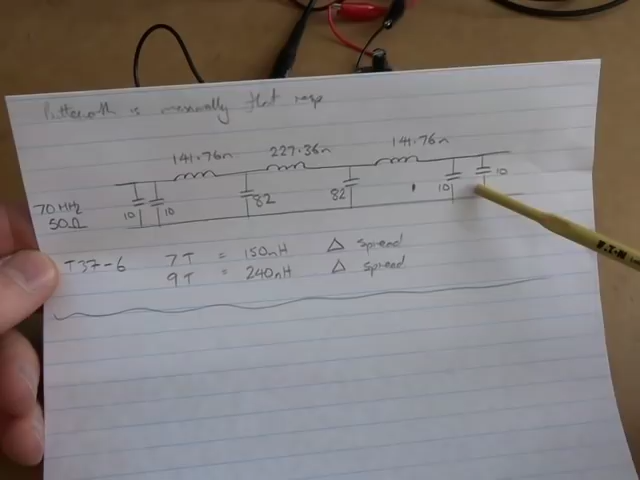 Butterworth is maximally flat resp
141.76n 227.36n 141.76n
70 MHz 10 10 82 82 10 10
50Ω
T37-6 7T = 150nH △ spread
9T = 240nH △ spread